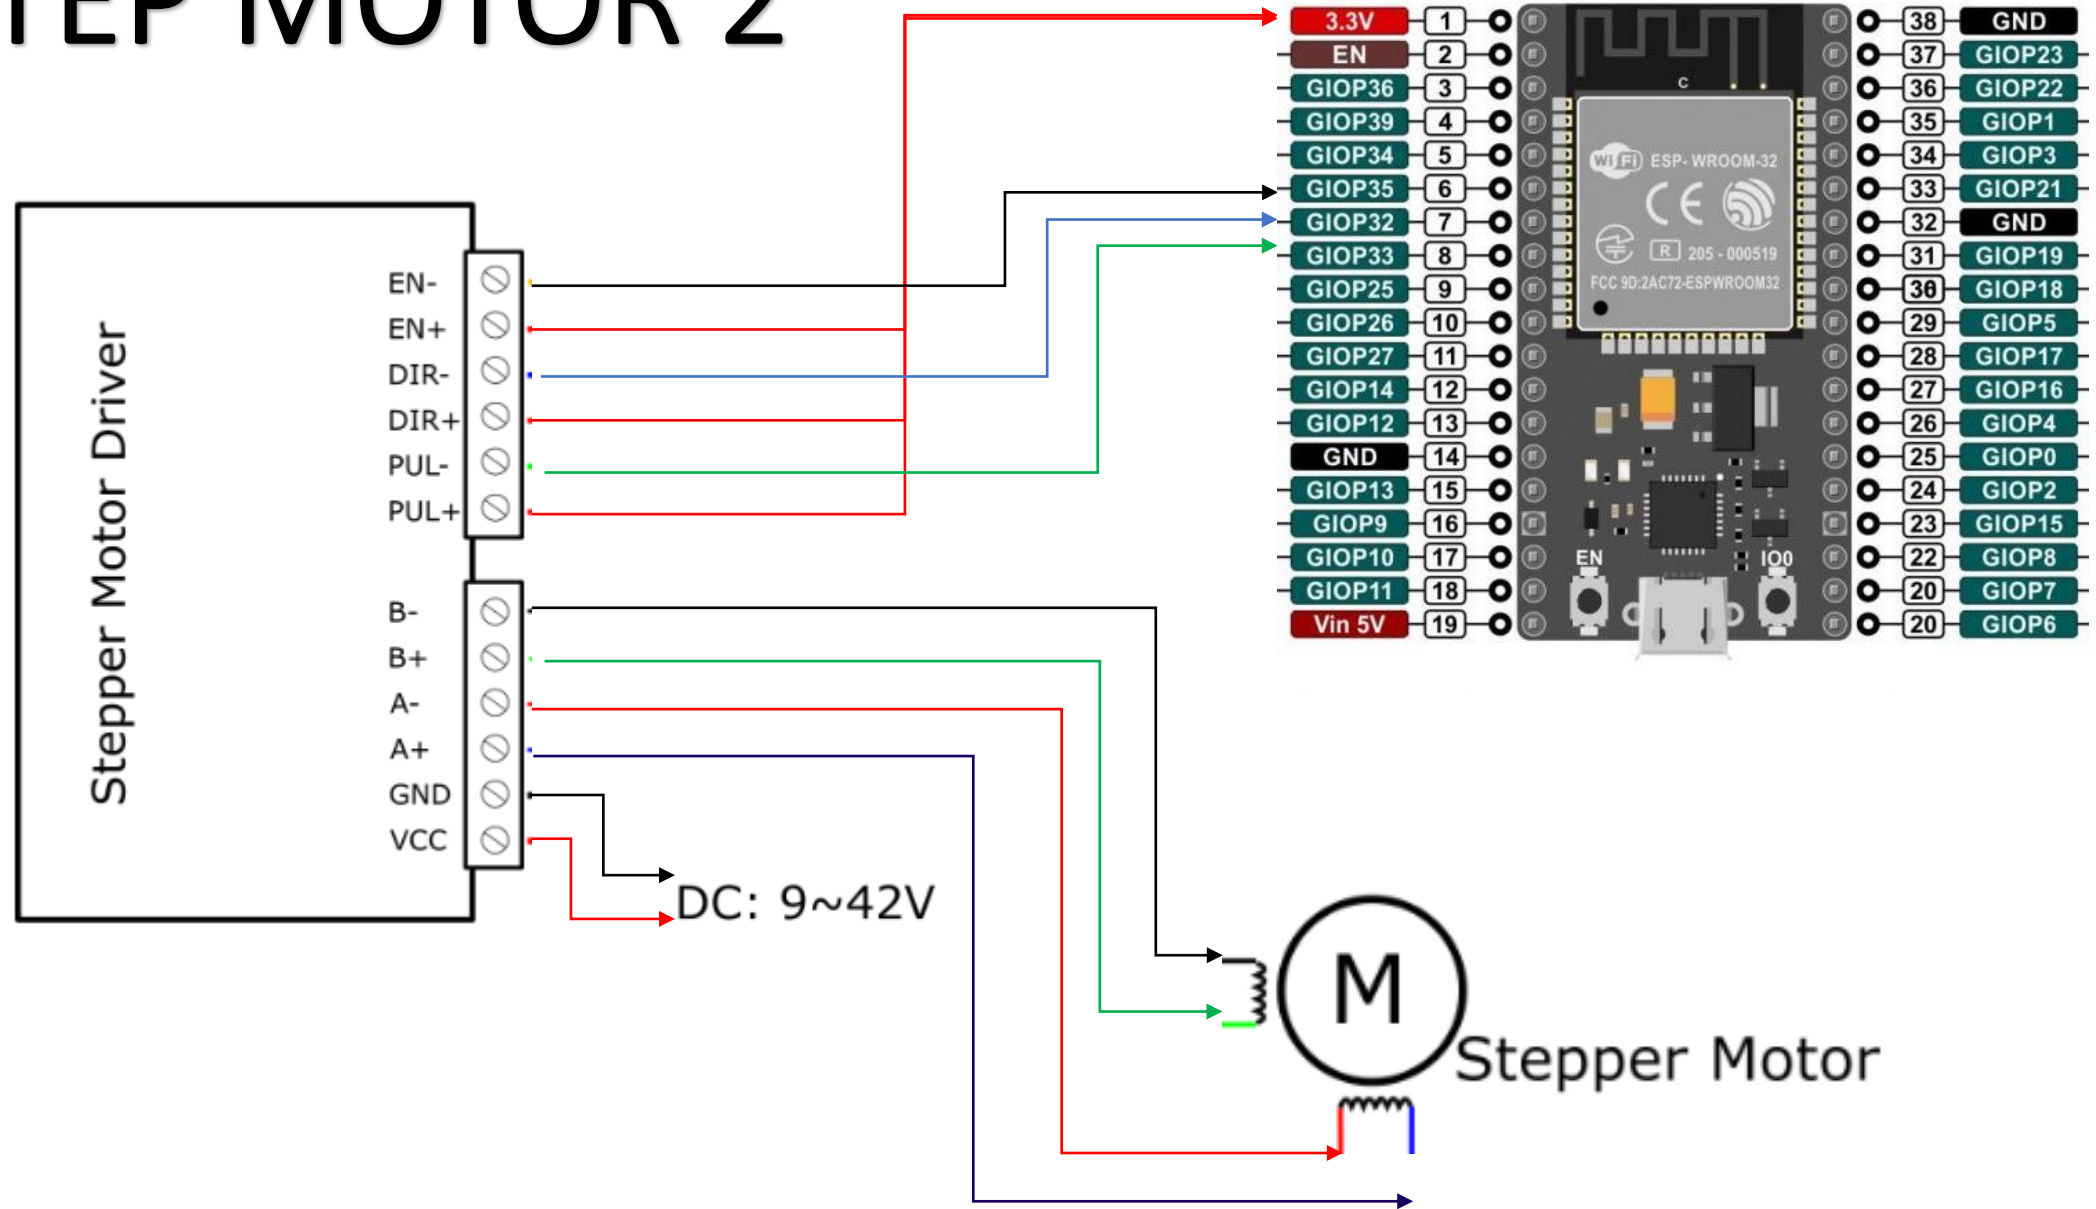 TEP MOTOR 2
Stepper Motor Driver
EN-
EN+
DIR-
DIR+
PUL-
PUL+
B-
B+
A-
A+
GND
VCC
DC: 9~42V
M
Stepper Motor
3.3V 1
EN 2
GIOP36 3
GIOP39 4
GIOP34 5
GIOP35 6
GIOP32 7
GIOP33 8
GIOP25 9
GIOP26 10
GIOP27 11
GIOP14 12
GIOP12 13
GND 14
GIOP13 15
GIOP9 16
GIOP10 17
GIOP11 18
Vin 5V 19
C
WiFi ESP-WROOM-32
CE
R 205-000519
FCC 9D:2AC72-ESPWROOM32
EN
IO0
38 GND
37 GIOP23
36 GIOP22
35 GIOP1
34 GIOP3
33 GIOP21
32 GND
31 GIOP19
30 GIOP18
29 GIOP5
28 GIOP17
27 GIOP16
26 GIOP4
25 GIOP0
24 GIOP2
23 GIOP15
22 GIOP8
20 GIOP7
20 GIOP6